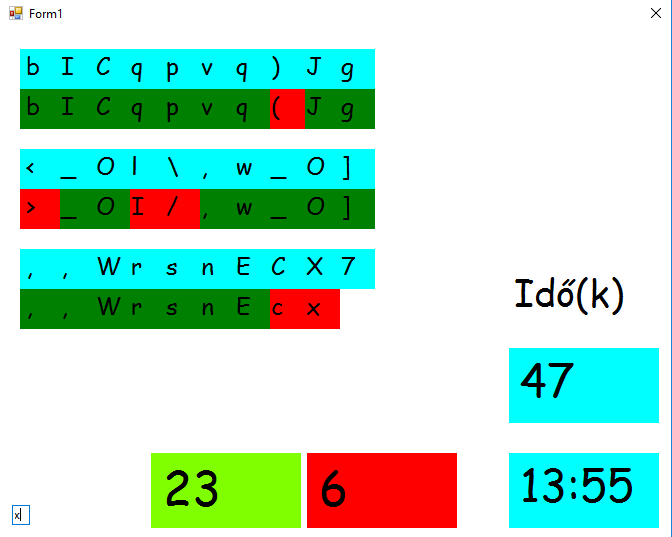 Form1
b I C q p v q ) J g
b I C q p v q ( J g
< _ O l \ , w _ O ]
> _ O I / , w _ O ]
, , W r s n E C X 7
, , W r s n E c x
Idő(k)
47
23 6 13:55
x